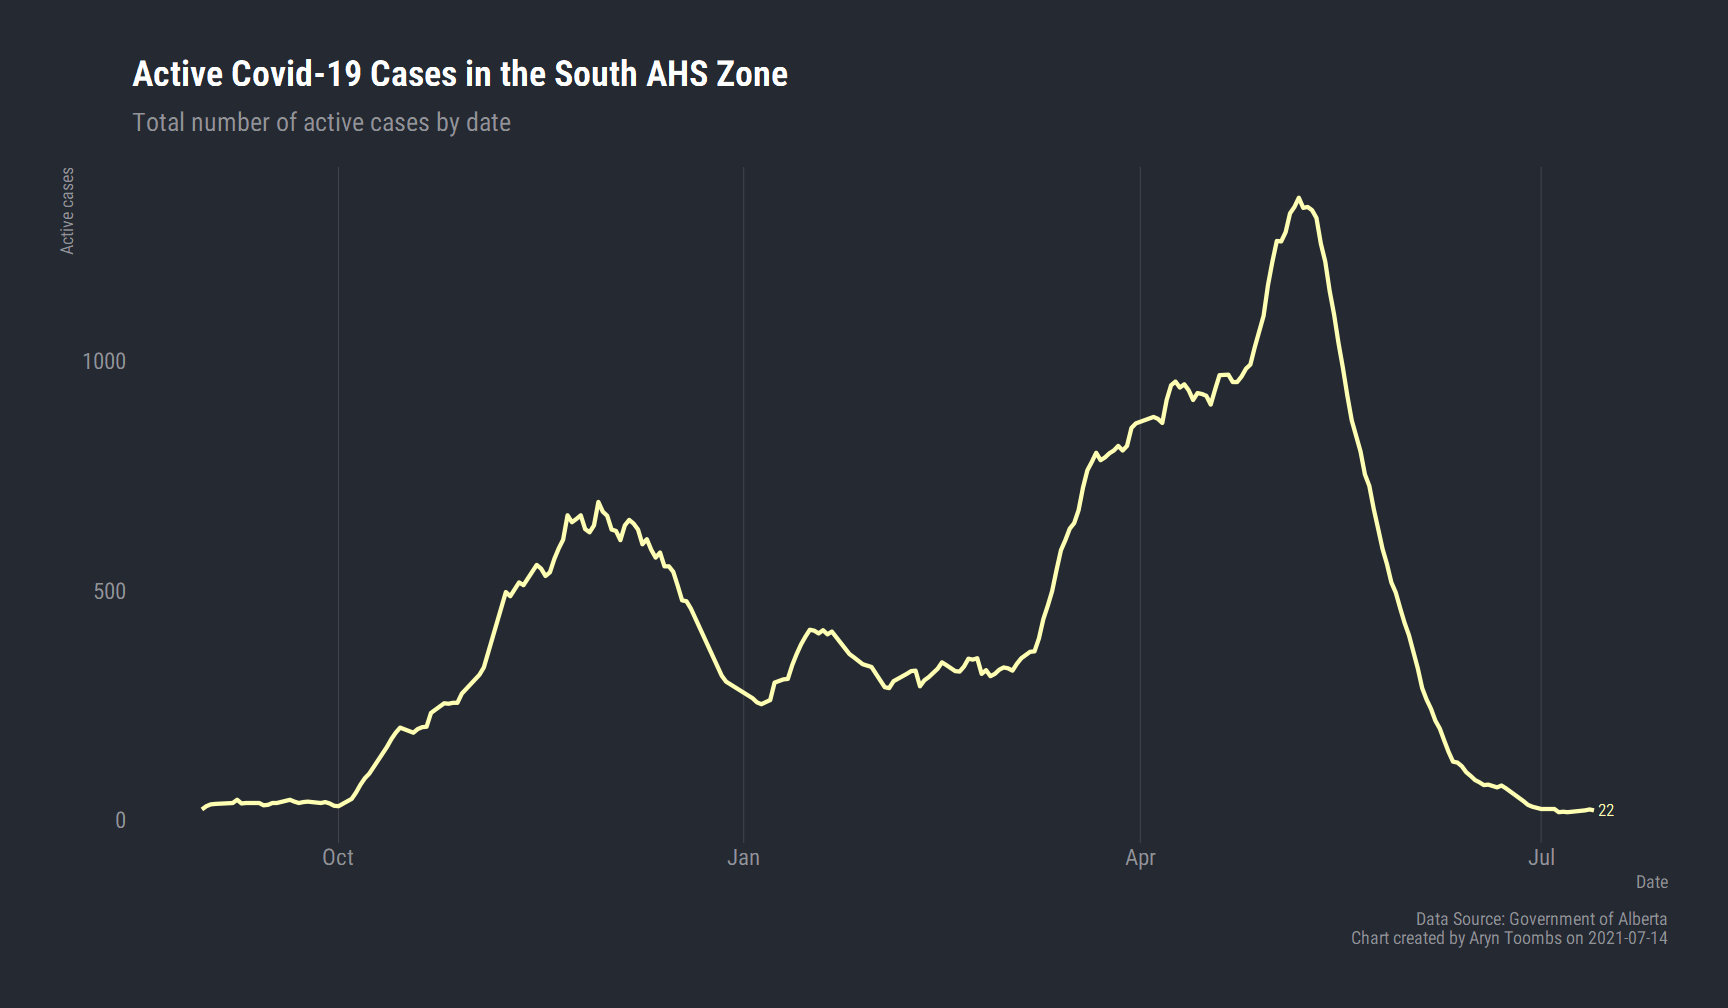 Active Covid-19 Cases in the South AHS Zone
Total number of active cases by date
Active cases
1000
500
0
22
Oct
Jan
Apr
Jul
Date
Data Source: Government of Alberta
Chart created by Aryn Toombs on 2021-07-14